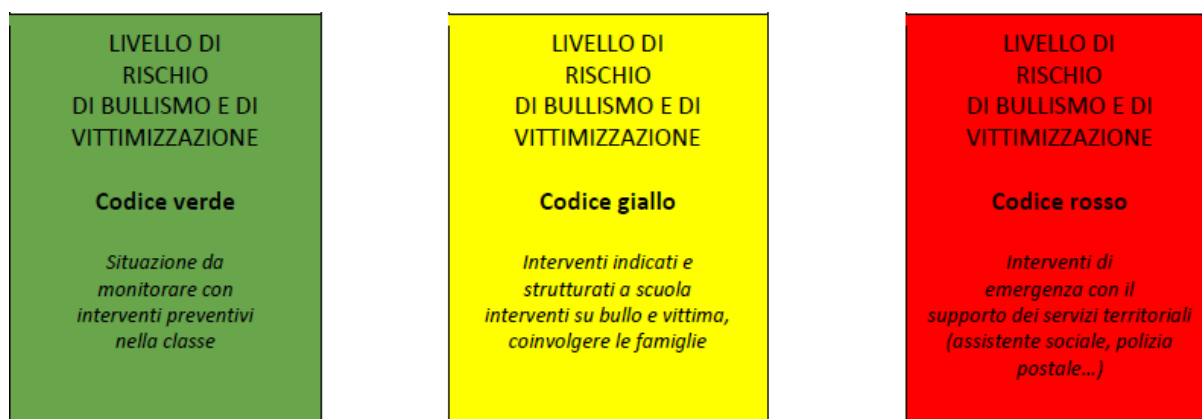 LIVELLO DI
RISCHIO
DI BULLISMO E DI
VITTIMIZZAZIONE
Codice verde
Situazione da
monitorare con
interventi preventivi
nella classe
LIVELLO DI
RISCHIO
DI BULLISMO E DI
VITTIMIZZAZIONE
Codice giallo
Interventi indicati e
strutturati a scuola
interventi su bullo e vittima,
coinvolgere le famiglie
LIVELLO DI
RISCHIO
DI BULLISMO E DI
VITTIMIZZAZIONE
Codice rosso
Interventi di
emergenza con il
supporto dei servizi territoriali
(assistente sociale, polizia
postale...)